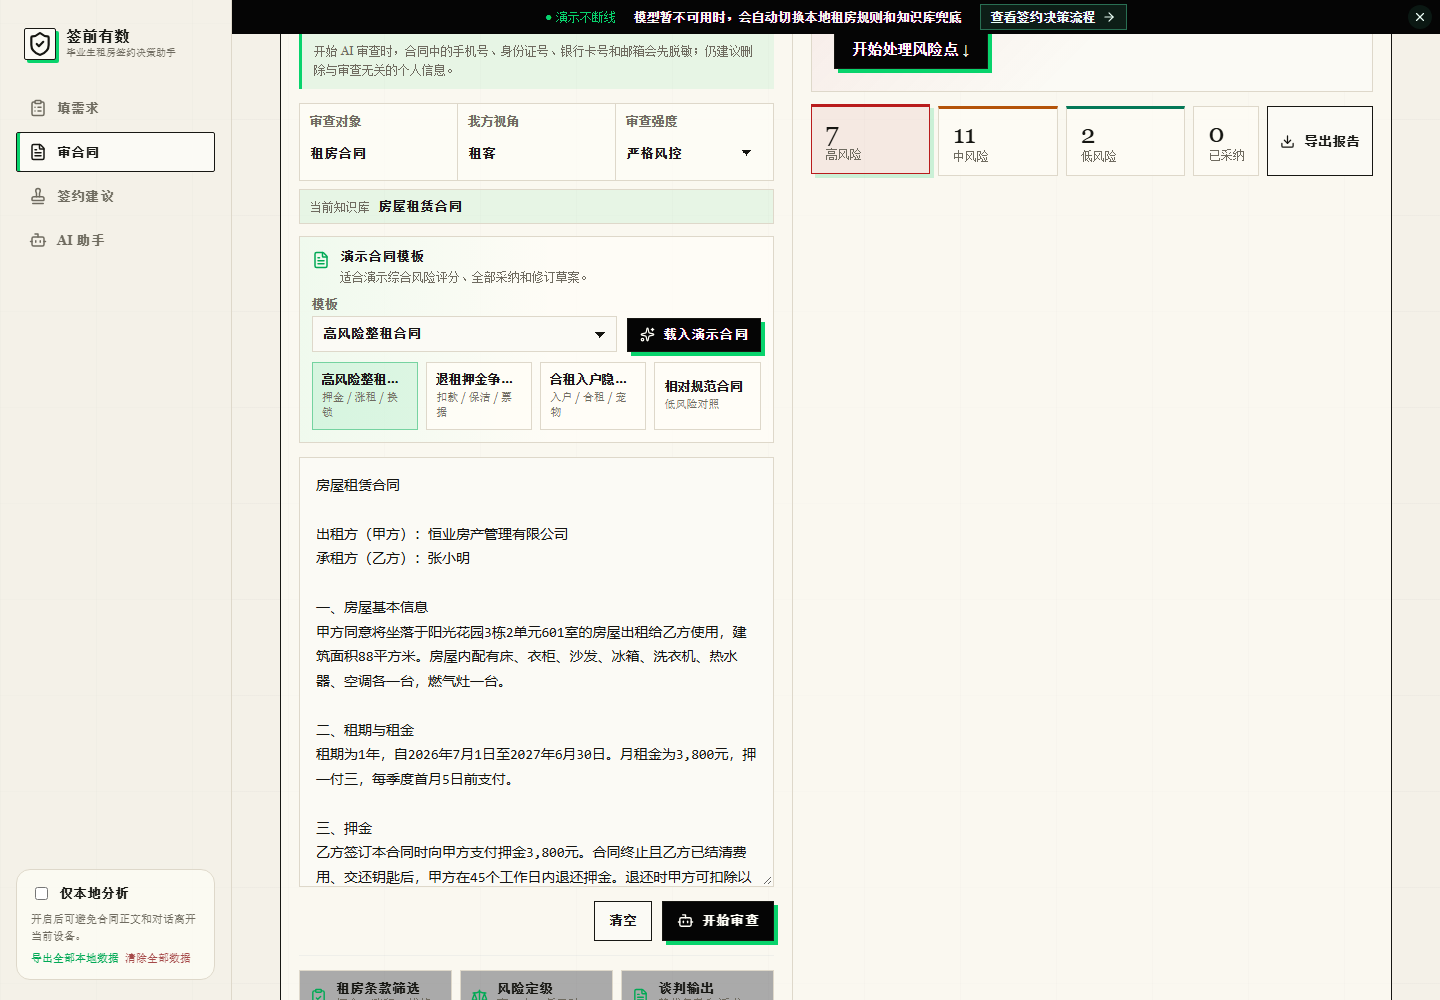 签前有数
毕业生租房签约决策助手
填需求
审合同
签约建议
AI 助手
仅本地分析
开启后可避免合同正文和对话离开
当前设备。
导出全部本地数据 清除全部数据
演示不断线 模型暂不可用时，会自动切换本地租房规则和知识库兜底 查看签约决策流程 →
开始 AI 审查时，合同中的手机号、身份证号、银行卡号和邮箱会先脱敏；仍建议删
除与审查无关的个人信息。
审查对象 我方视角 审查强度
租房合同 租客 严格风控
当前知识库 房屋租赁合同
演示合同模板
适合演示综合风险评分、全部采纳和修订草案。
模板
高风险整租合同 载入演示合同
高风险整租...
押金 / 涨租 / 换
锁
退租押金争...
扣款 / 保洁 / 票
据
合租入户隐...
入户 / 合租 / 宠
物
相对规范合同
低风险对照
房屋租赁合同
出租方（甲方）：恒业房产管理有限公司
承租方（乙方）：张小明
一、房屋基本信息
甲方同意将坐落于阳光花园3栋2单元601室的房屋出租给乙方使用，建
筑面积88平方米。房屋内配有床、衣柜、沙发、冰箱、洗衣机、热水
器、空调各一台，燃气灶一台。
二、租期与租金
租期为1年，自2026年7月1日至2027年6月30日。月租金为3,800元，押
一付三，每季度首月5日前支付。
三、押金
乙方签订本合同时向甲方支付押金3,800元。合同终止且乙方已结清费
用、交还钥匙后，甲方在45个工作日内退还押金。退还时甲方可扣除以
清空 开始审查
租房条款筛选 风险定级 谈判输出
开始处理风险点 ↓
7
高风险
11
中风险
2
低风险
0
已采纳
导出报告